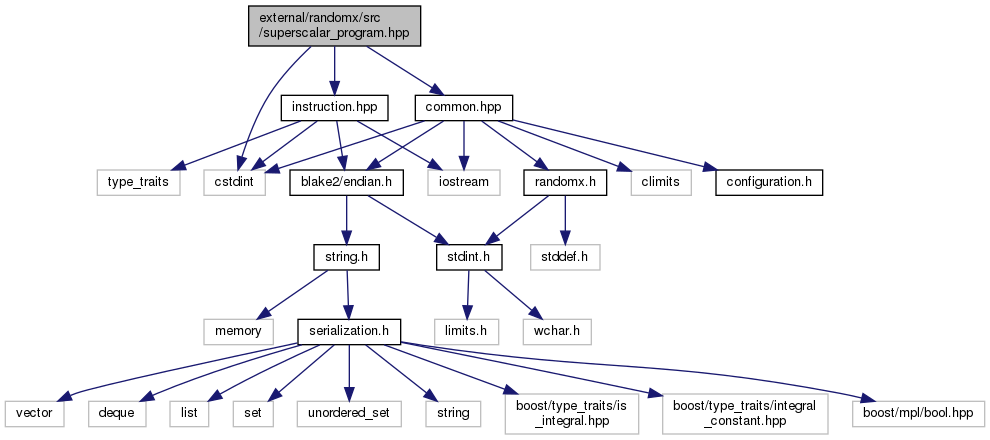 external/randomx/src
/superscalar_program.hpp
instruction.hpp
common.hpp
type_traits
cstdint
blake2/endian.h
iostream
randomx.h
climits
configuration.h
string.h
stdint.h
stddef.h
memory
serialization.h
limits.h
wchar.h
vector
deque
list
set
unordered_set
string
boost/type_traits/is
_integral.hpp
boost/type_traits/integral
_constant.hpp
boost/mpl/bool.hpp